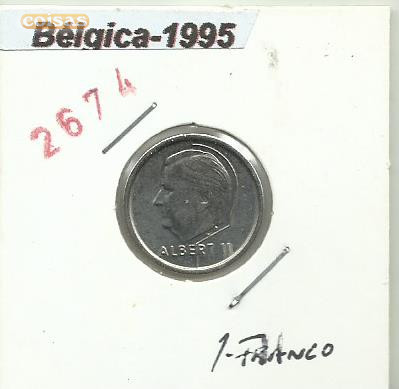 coisas
Belgica-1995
2674
ALBERT II
1-FRANCO